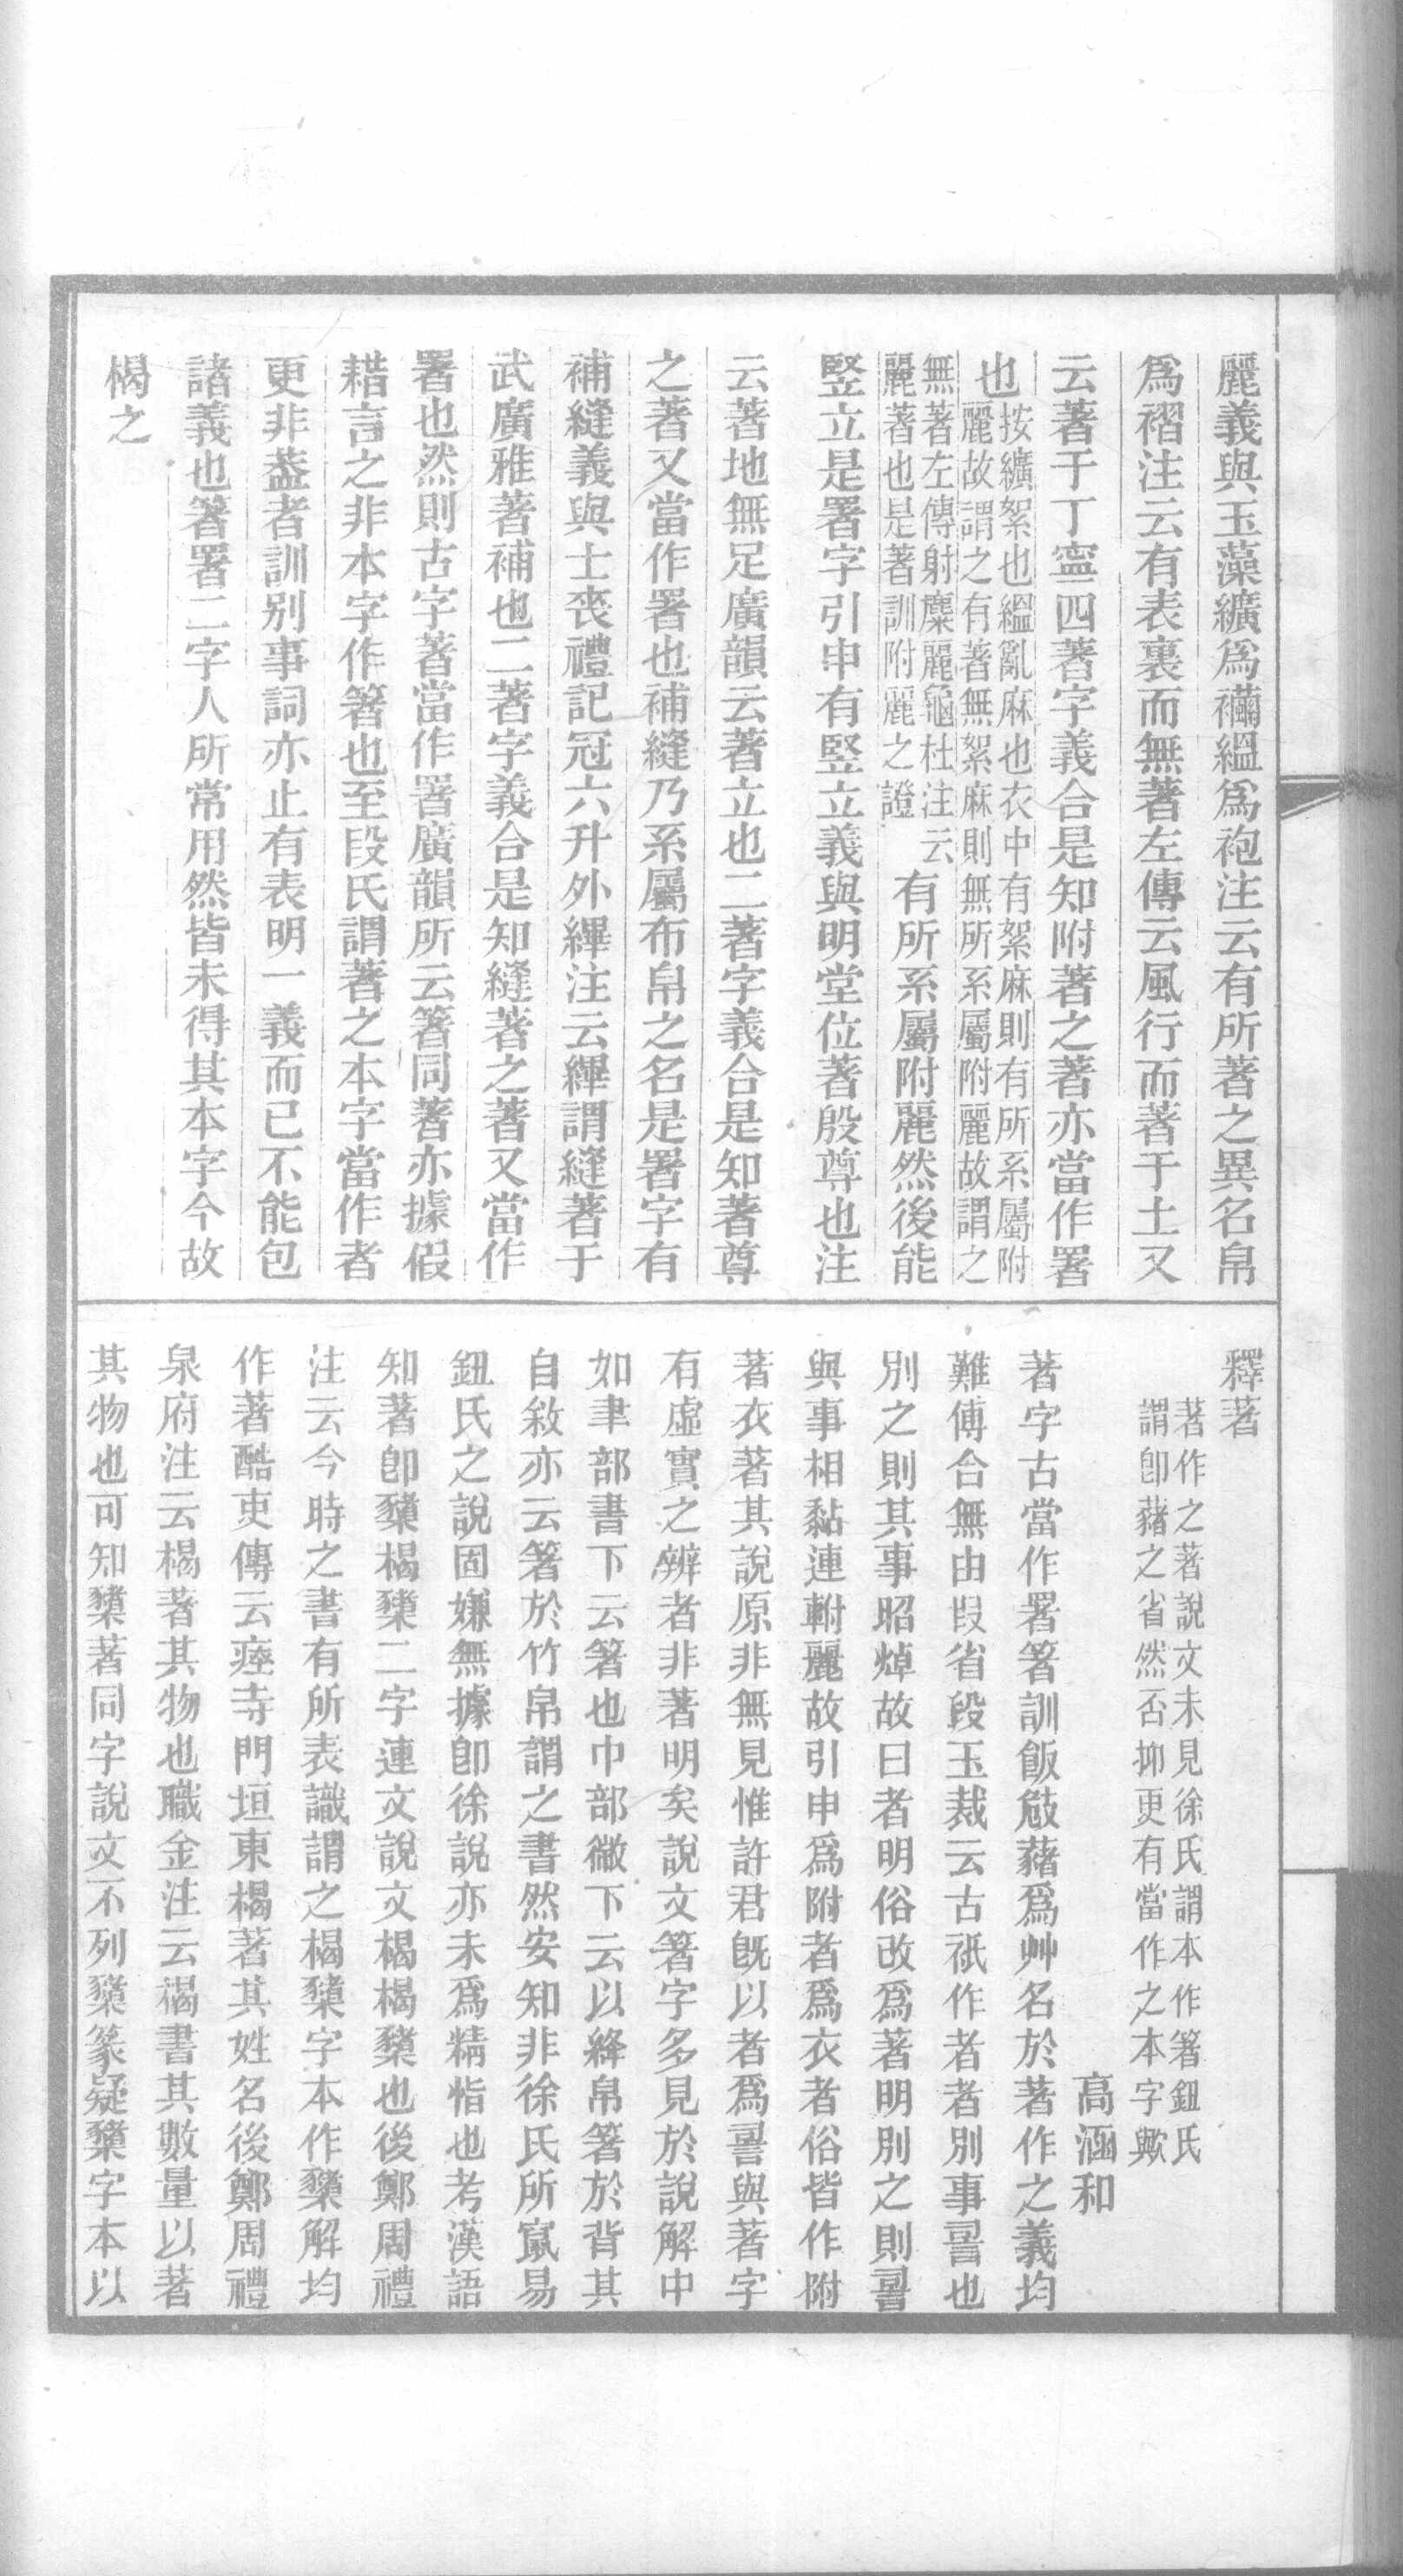 麗義與玉藻纊爲襺縕爲袍注云有所著之異名帛
爲褶注云有表裏而無著左傳云風行而著于土又
云著于丁寧四著字義合是知附著之著亦當作署
也按纊絮也縕亂麻也衣中有絮麻則有所系屬附
麗故謂之有著無絮麻則無所系屬附麗故謂之
無著左傳射麋麗龜杜注云
麗著也是著訓附麗之證
有所系屬附麗然後能
竪立是署字引申有竪立義與明堂位著殷尊也注
云著地無足廣韻云著立也二著字義合是知著尊
之著又當作署也補縫乃系屬布帛之名是署字有
補縫義與士喪禮記冠六升外縪注云縪謂縫著于
武廣雅著補也二著字義合是知縫著之著又當作
署也然則古字著當作署廣韻所云箸同著亦據假
耤言之非本字作箸也至段氏謂著之本字當作者
更非葢者訓別事詞亦止有表明一義而已不能包
諸義也箸署二字人所常用然皆未得其本字今故
楬之
釋著
著作之著說文未見徐氏謂本作箸鈕氏
謂卽藸之省然否抑更有當作之本字歟
高涵和
著字古當作署箸訓飯攲藸爲艸名於著作之義均
難傅合無由叚省段玉裁云古祇作者者別事䛐也
別之則其事昭焯故曰者明俗改爲著明別之則䛐
與事相黏連軵麗故引申爲附者爲衣者俗皆作附
著衣著其說原非無見惟許君旣以者爲䛐與著字
有虛實之辨者非著明矣說文箸字多見於說解中
如聿部書下云箸也巾部㡎下云以絳帛箸於背其
自敘亦云箸於竹帛謂之書然安知非徐氏所竄易
鈕氏之說固嫌無據卽徐說亦未爲精恉也考漢語
知著卽櫫楬櫫二字連文說文楬楬櫫也後鄭周禮
注云今時之書有所表識謂之楬櫫字本作櫫解均
作著酷吏傳云瘞寺門垣東楬著其姓名後鄭周禮
泉府注云楬著其物也職金注云楬書其數量以著
其物也可知櫫著同字說文不列櫫篆疑櫫字本以